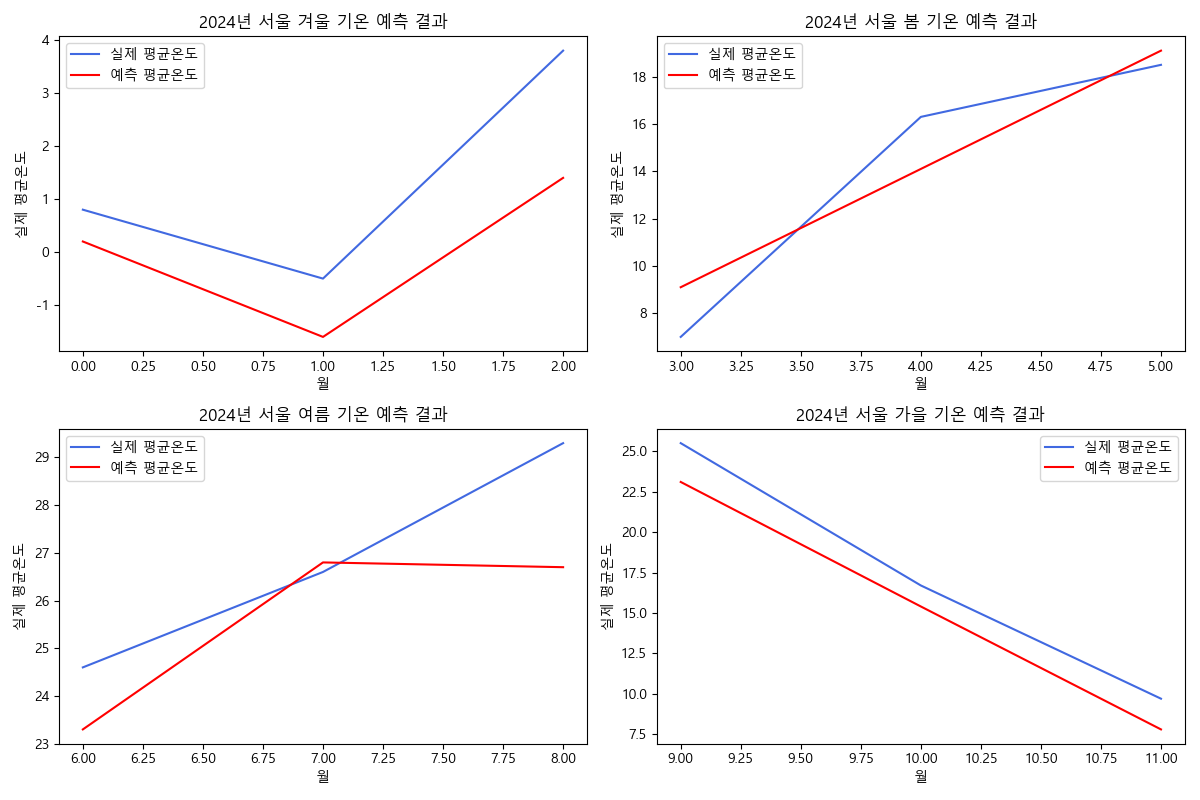 2024년 서울 겨울 기온 예측 결과
실제 평균온도
예측 평균온도
실제 평균온도
4
3
2
1
0
-1
0.00 0.25 0.50 0.75 1.00 1.25 1.50 1.75 2.00
월
2024년 서울 봄 기온 예측 결과
실제 평균온도
예측 평균온도
실제 평균온도
18
16
14
12
10
8
3.00 3.25 3.50 3.75 4.00 4.25 4.50 4.75 5.00
월
2024년 서울 여름 기온 예측 결과
실제 평균온도
예측 평균온도
실제 평균온도
29
28
27
26
25
24
23
6.00 6.25 6.50 6.75 7.00 7.25 7.50 7.75 8.00
월
2024년 서울 가을 기온 예측 결과
실제 평균온도
예측 평균온도
실제 평균온도
25.0
22.5
20.0
17.5
15.0
12.5
10.0
7.5
9.00 9.25 9.50 9.75 10.00 10.25 10.50 10.75 11.00
월